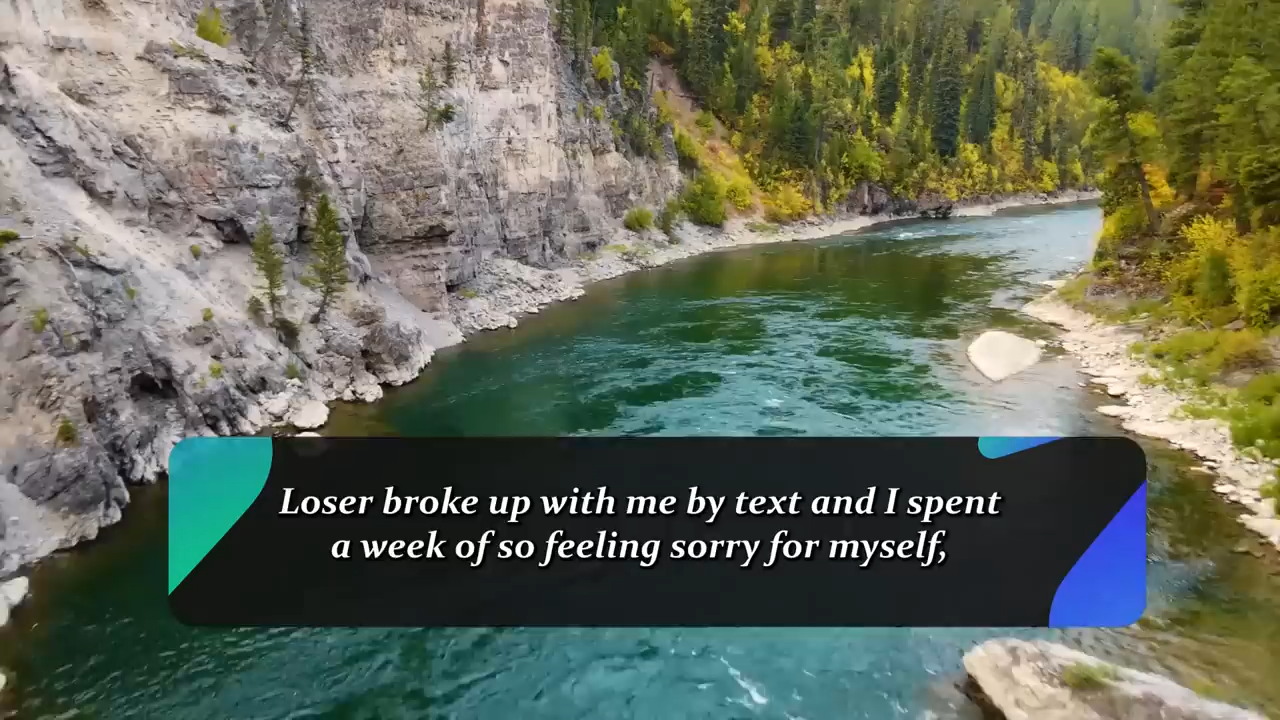 Loser broke up with me by text and I spent
a week of so feeling sorry for myself,